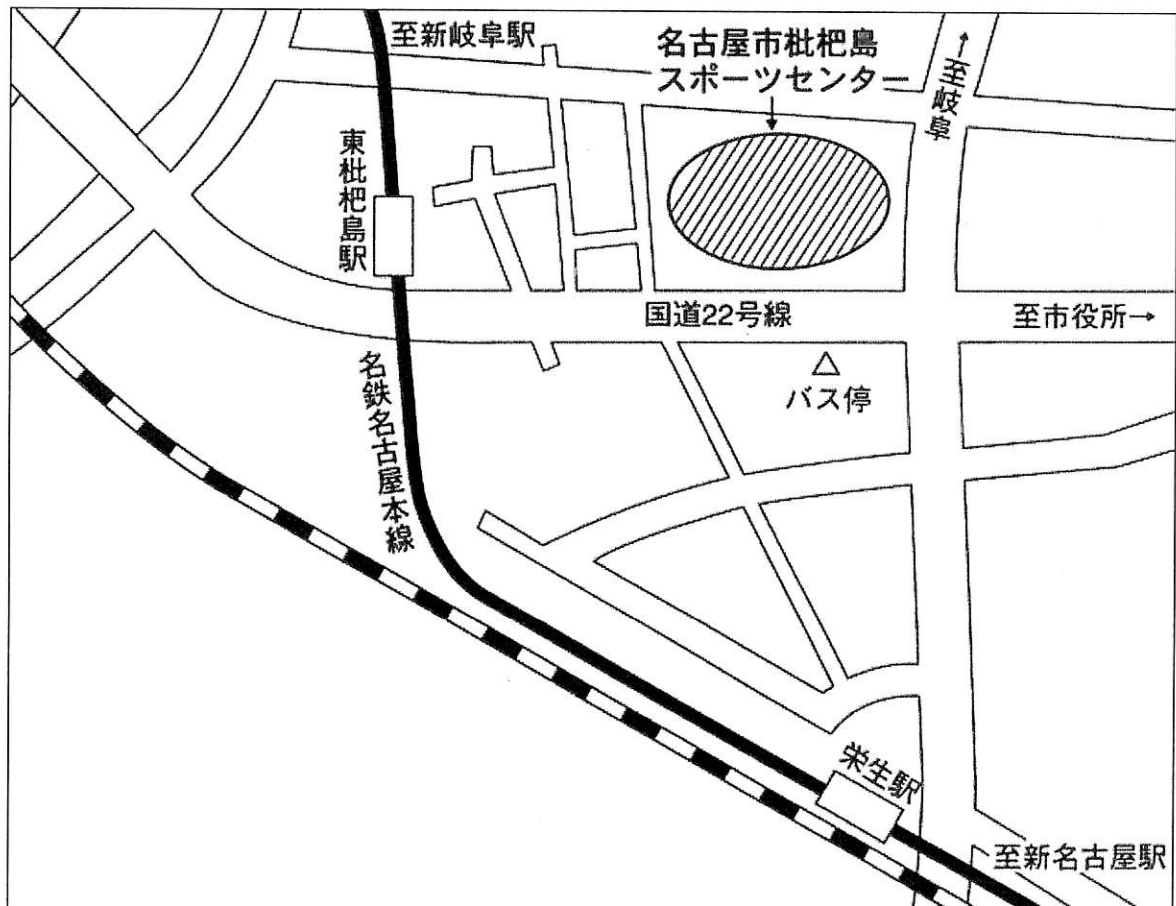 至新岐阜駅
名古屋市枇杷島
スポーツセンター
↑至岐阜
東枇杷島駅
国道22号線
至市役所→
バス停
名鉄名古屋本線
栄生駅
至新名古屋駅